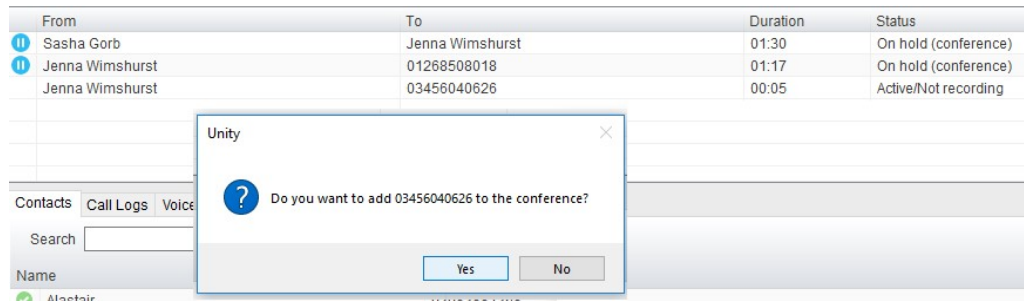 From To Duration Status
Sasha Gorb Jenna Wimshurst 01:30 On hold (conference)
Jenna Wimshurst 01268508018 01:17 On hold (conference)
Jenna Wimshurst 03456040626 00:05 Active/Not recording
Unity
Do you want to add 03456040626 to the conference?
Contacts Call Logs Voice
Search
Yes No
Name
Alastair